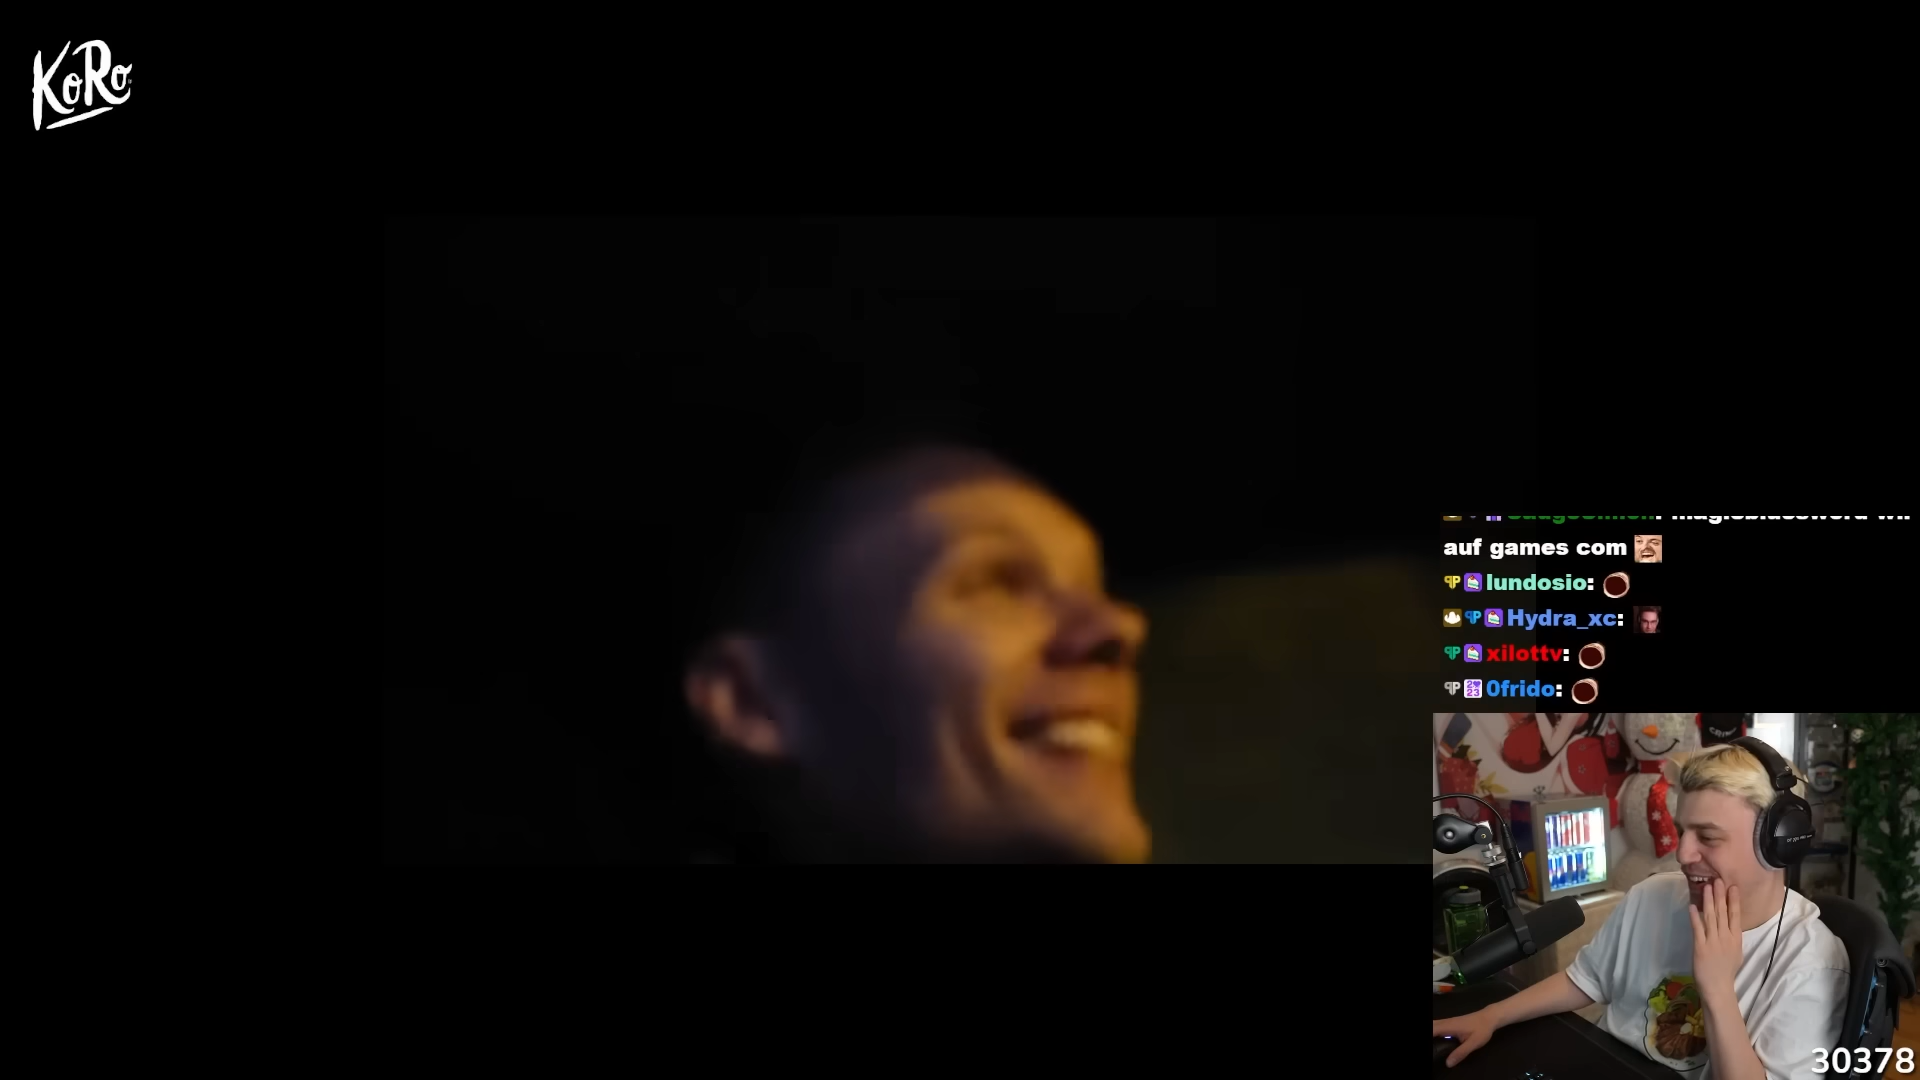 KoRo
auf games com
lundosio:
Hydra_xc:
xilottv:
0frido:
30378